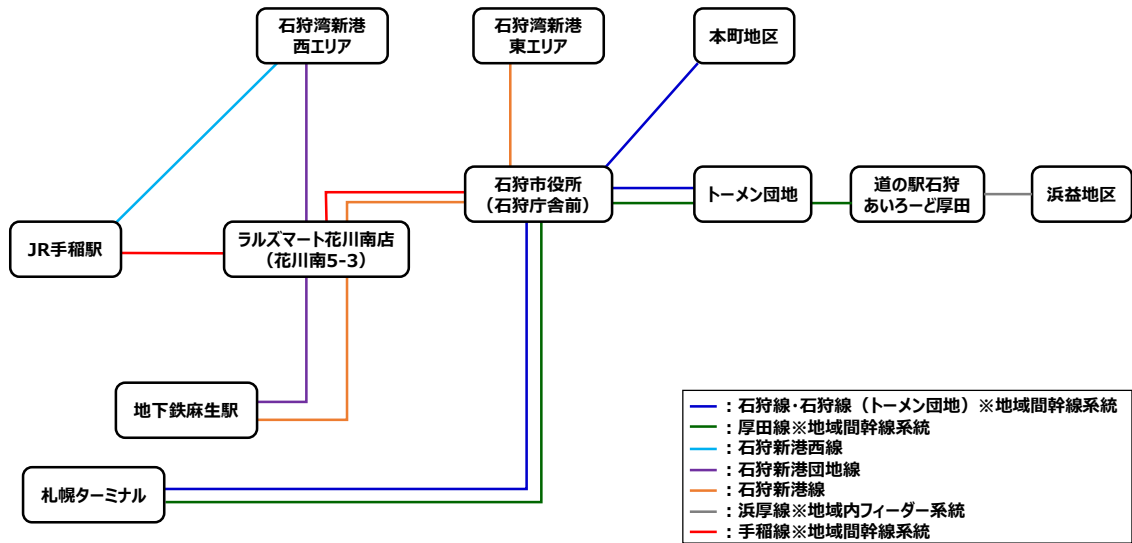 石狩湾新港
西エリア
石狩湾新港
東エリア
本町地区
石狩市役所
（石狩庁舎前）
トーメン団地
道の駅石狩
あいろーど厚田
浜益地区
JR手稲駅
ラルズマート花川南店
（花川南5-3）
地下鉄麻生駅
札幌ターミナル
：石狩線・石狩線（トーメン団地）※地域間幹線系統
：厚田線※地域間幹線系統
：石狩新港西線
：石狩新港団地線
：石狩新港線
：浜厚線※地域内フィーダー系統
：手稲線※地域間幹線系統